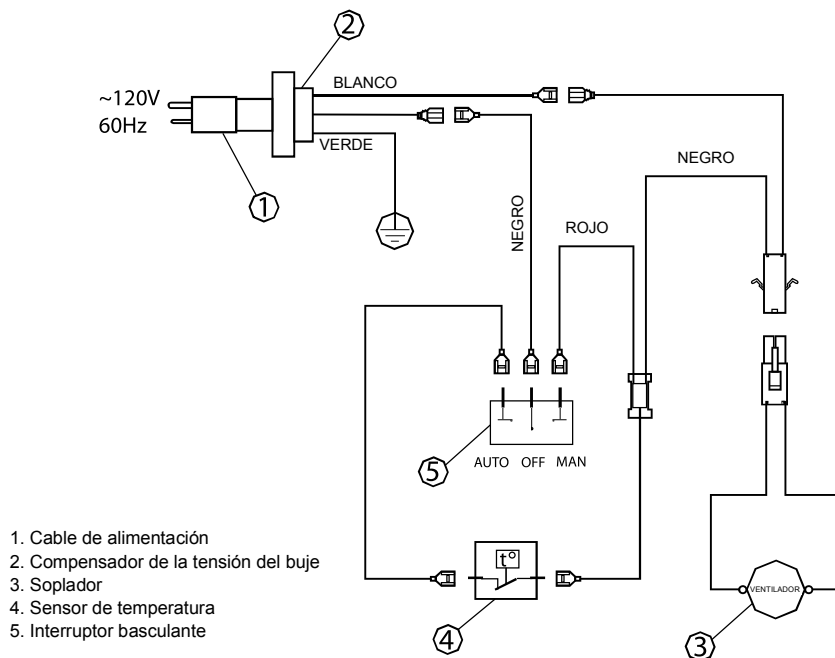 2
BLANCO
~120V
60Hz
VERDE
1
NEGRO
NEGRO
ROJO
AUTO OFF MAN
5
t°
4
VENTILADOR
3
1. Cable de alimentación
2. Compensador de la tensión del buje
3. Soplador
4. Sensor de temperatura
5. Interruptor basculante